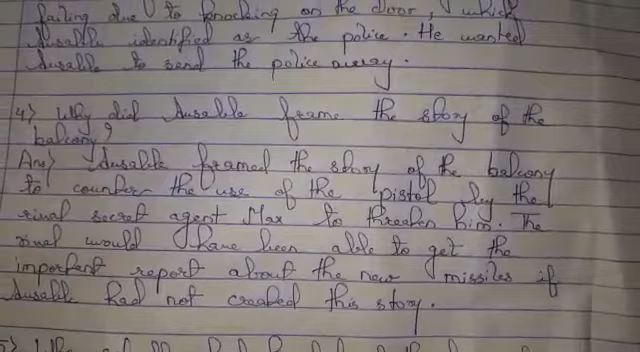 failing due to knocking on the door, which
Ausable identified as the police. He wanted
Ausable to send the police away.
4) Why did Ausable frame the story of the
balcony?
Ans) Ausable framed the story of the balcony
to counter the use of the pistol by the
rival secret agent Max to threaten him. The
rival would have been able to get the
important report about the new missiles if
Ausable had not created this story.
5) Why